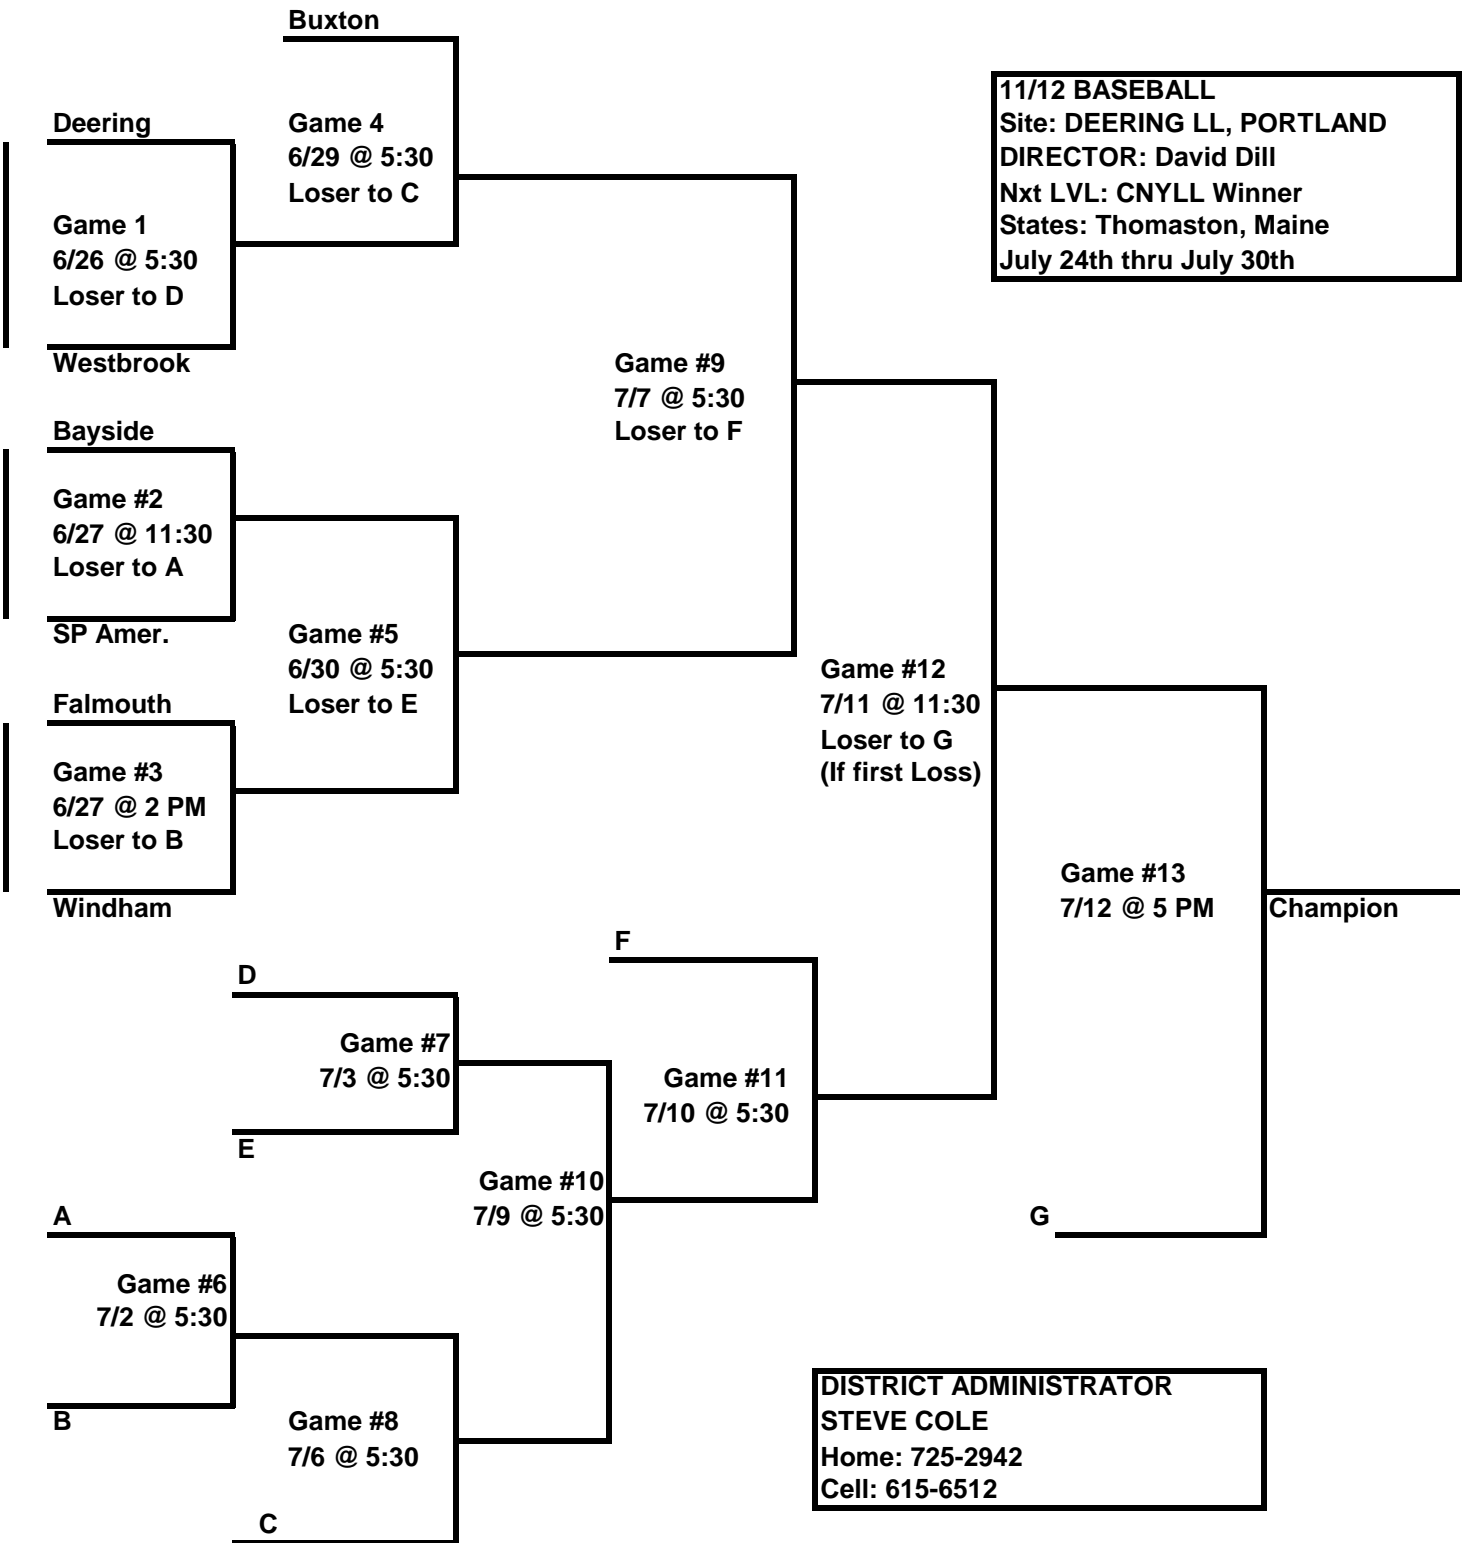 Buxton
11/12 BASEBALL
Site: DEERING LL, PORTLAND
DIRECTOR: David Dill
Nxt LVL: CNYLL Winner
States: Thomaston, Maine
July 24th thru July 30th
Deering
Game 4
6/29 @ 5:30
Loser to C
Game 1
6/26 @ 5:30
Loser to D
Westbrook
Game #9
7/7 @ 5:30
Loser to F
Bayside
Game #2
6/27 @ 11:30
Loser to A
SP Amer.
Game #5
6/30 @ 5:30
Loser to E
Game #12
7/11 @ 11:30
Loser to G
(If first Loss)
Falmouth
Game #3
6/27 @ 2 PM
Loser to B
Windham
Game #13
7/12 @ 5 PM
Champion
F
D
Game #7
7/3 @ 5:30
E
Game #11
7/10 @ 5:30
Game #10
7/9 @ 5:30
A
G
Game #6
7/2 @ 5:30
B
Game #8
7/6 @ 5:30
C
DISTRICT ADMINISTRATOR
STEVE COLE
Home: 725-2942
Cell: 615-6512